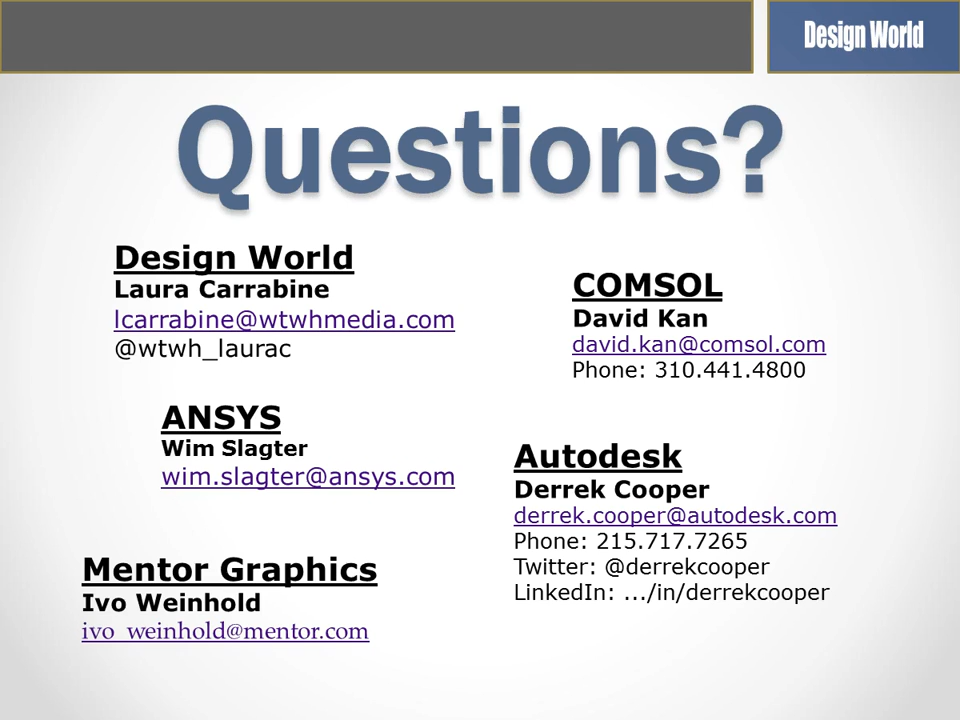 Design World
Questions?
Design World
Laura Carrabine
lcarrabine@wtwhmedia.com
@wtwh_laurac
COMSOL
David Kan
david.kan@comsol.com
Phone: 310.441.4800
ANSYS
Wim Slagter
wim.slagter@ansys.com
Autodesk
Derrek Cooper
derrek.cooper@autodesk.com
Phone: 215.717.7265
Twitter: @derrekcooper
LinkedIn: .../in/derrekcooper
Mentor Graphics
Ivo Weinhold
ivo_weinhold@mentor.com